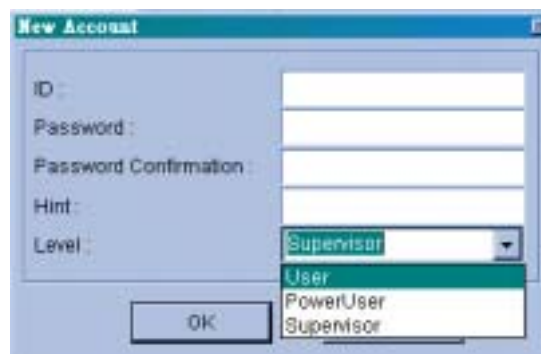 New Account
ID :
Password :
Password Confirmation :
Hint :
Level :
Supervisor
User
PowerUser
Supervisor
OK